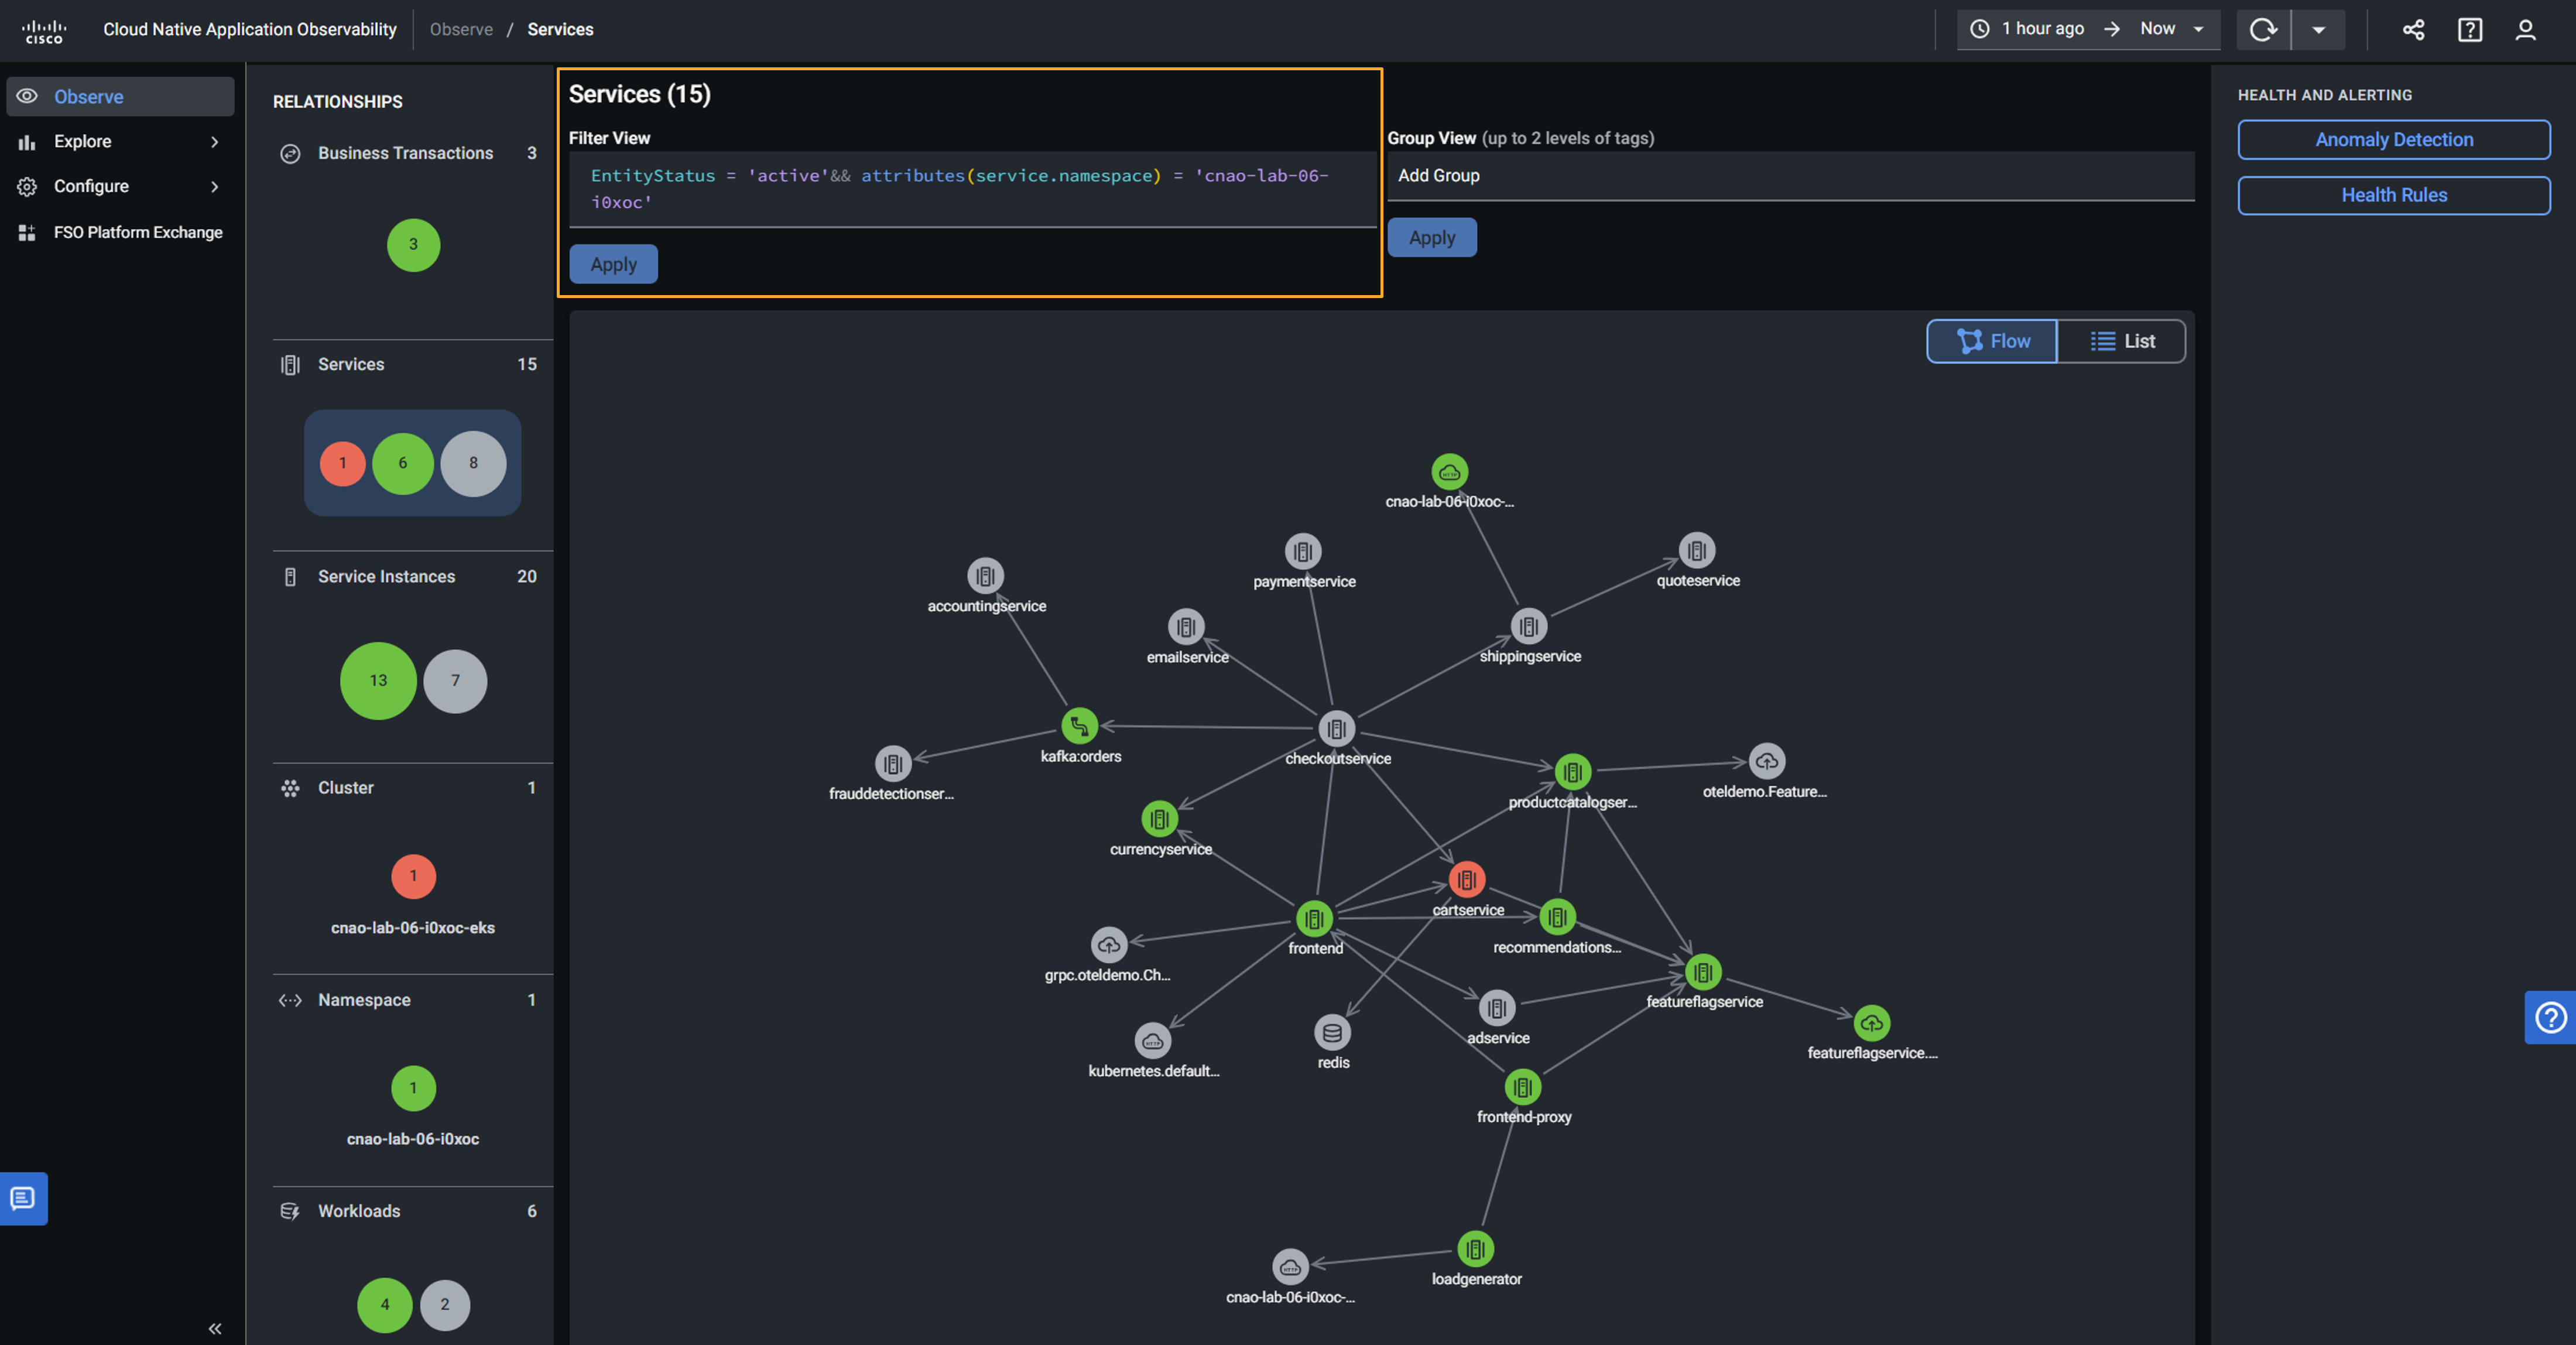 cisco
Cloud Native Application Observability
Observe / Services
1 hour ago → Now
Observe
Explore
Configure
FSO Platform Exchange
RELATIONSHIPS
Business Transactions 3
3
Services 15
1 6 8
Service Instances 20
13 7
Cluster 1
1
cnao-lab-06-i0xoc-eks
Namespace 1
1
cnao-lab-06-i0xoc
Workloads 6
4 2
Services (15)
Filter View
EntityStatus = 'active'&& attributes(service.namespace) = 'cnao-lab-06-
i0xoc'
Apply
Group View (up to 2 levels of tags)
Add Group
Apply
Flow
List
HTTP
cnao-lab-06-i0xoc-...
paymentservice
quoteservice
accountingservice
emailservice
shippingservice
kafka:orders
checkoutservice
frauddetectionser...
productcatalogser...
oteldemo.Feature...
currencyservice
cartservice
frontend
recommendations...
grpc.oteldemo.Ch...
featureflagservice
adservice
featureflagservice....
redis
HTTP
kubernetes.default...
frontend-proxy
loadgenerator
HTTP
cnao-lab-06-i0xoc-...
HEALTH AND ALERTING
Anomaly Detection
Health Rules